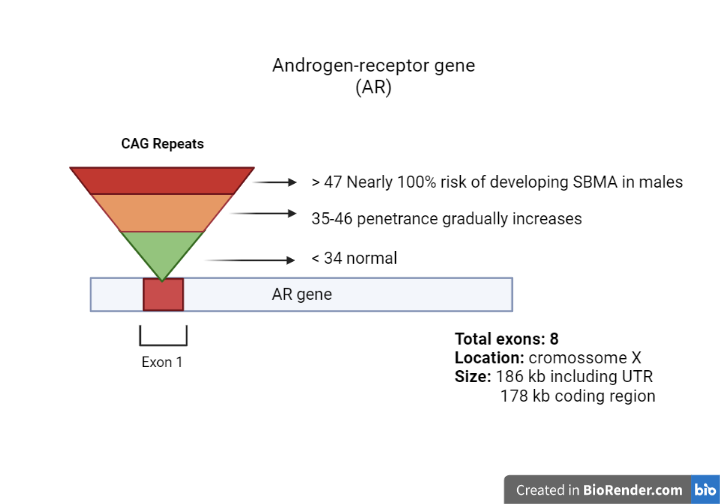 Androgen-receptor gene
(AR)
CAG Repeats
> 47 Nearly 100% risk of developing SBMA in males
35-46 penetrance gradually increases
< 34 normal
AR gene
Exon 1
Total exons: 8
Location: cromossome X
Size: 186 kb including UTR
178 kb coding region
Created in BioRender.com bio